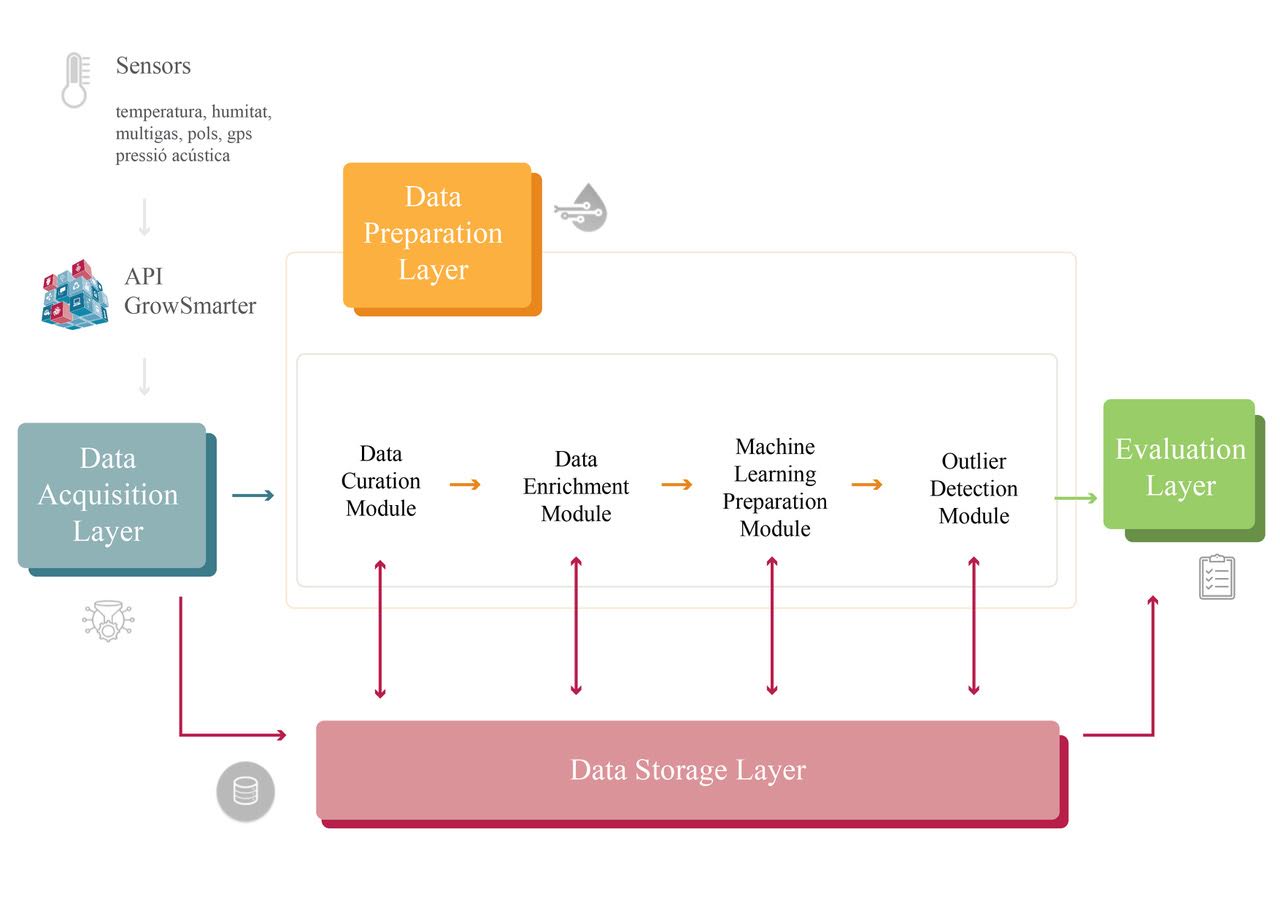 Sensors
temperatura, humitat,
multigas, pols, gps
pressió acústica
API
GrowSmarter
Data
Acquisition
Layer
Data
Preparation
Layer
Data
Curation
Module
Data
Enrichment
Module
Machine
Learning
Preparation
Module
Outlier
Detection
Module
Evaluation
Layer
Data Storage Layer